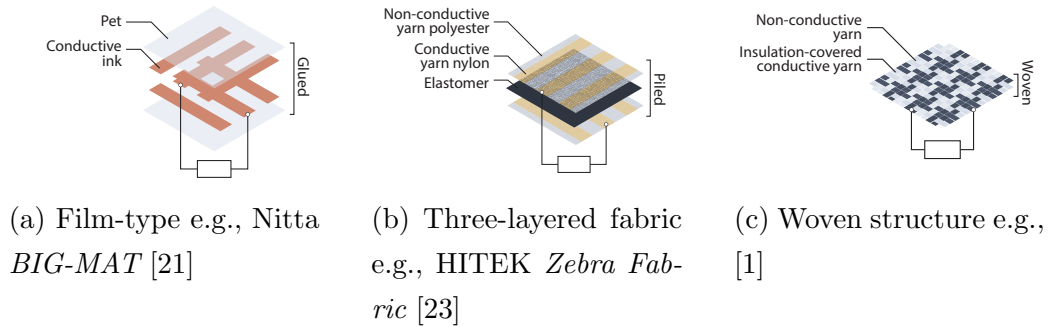 Pet
Conductive
ink
Glued
Non-conductive
yarn polyester
Conductive
yarn nylon
Elastomer
Piled
Non-conductive
yarn
Insulation-covered
conductive yarn
Woven
(a) Film-type e.g., Nitta
BIG-MAT [21]
(b) Three-layered fabric
e.g., HITEK Zebra Fab-
ric [23]
(c) Woven structure e.g.,
[1]